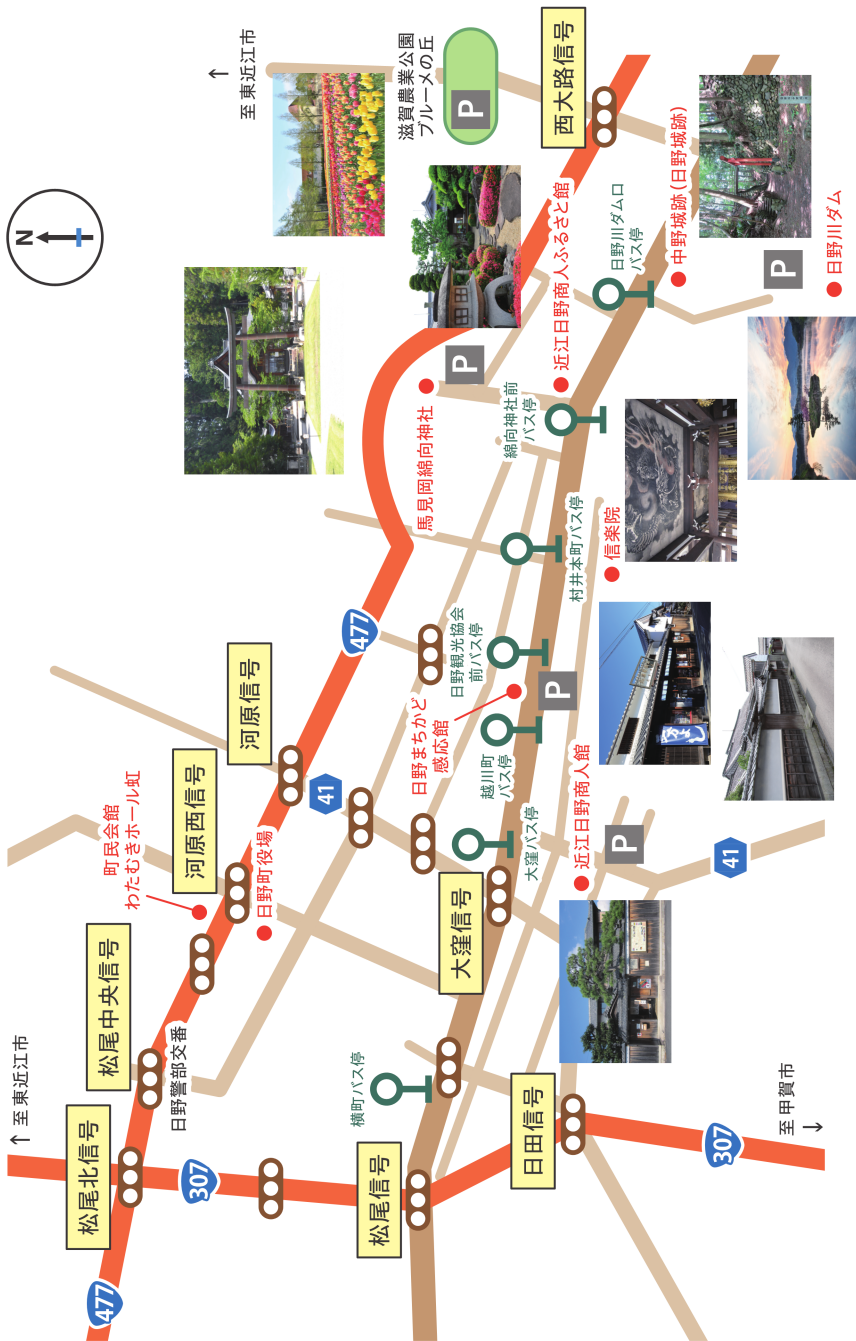 N
↑ 至東近江市
↑
至東近江市
松尾北信号
松尾中央信号
町民会館
わたむきホール虹
河原西信号
河原信号
477
日野警部交番
307
日野町役場
41
477
滋賀農業公園
ブルーメの丘
P
馬見岡綿向神社
P
西大路信号
松尾信号
横町バス停
大窪信号
大窪バス停
越川町
バス停
日野まちかど
感応館
日野観光協会
前バス停
P
村井本町バス停
綿向神社前
バス停
近江日野商人ふるさと館
日野川ダム口
バス停
日田信号
近江日野商人館
P
信楽院
中野城跡(日野城跡)
P
日野川ダム
307
41
至甲賀市
↓